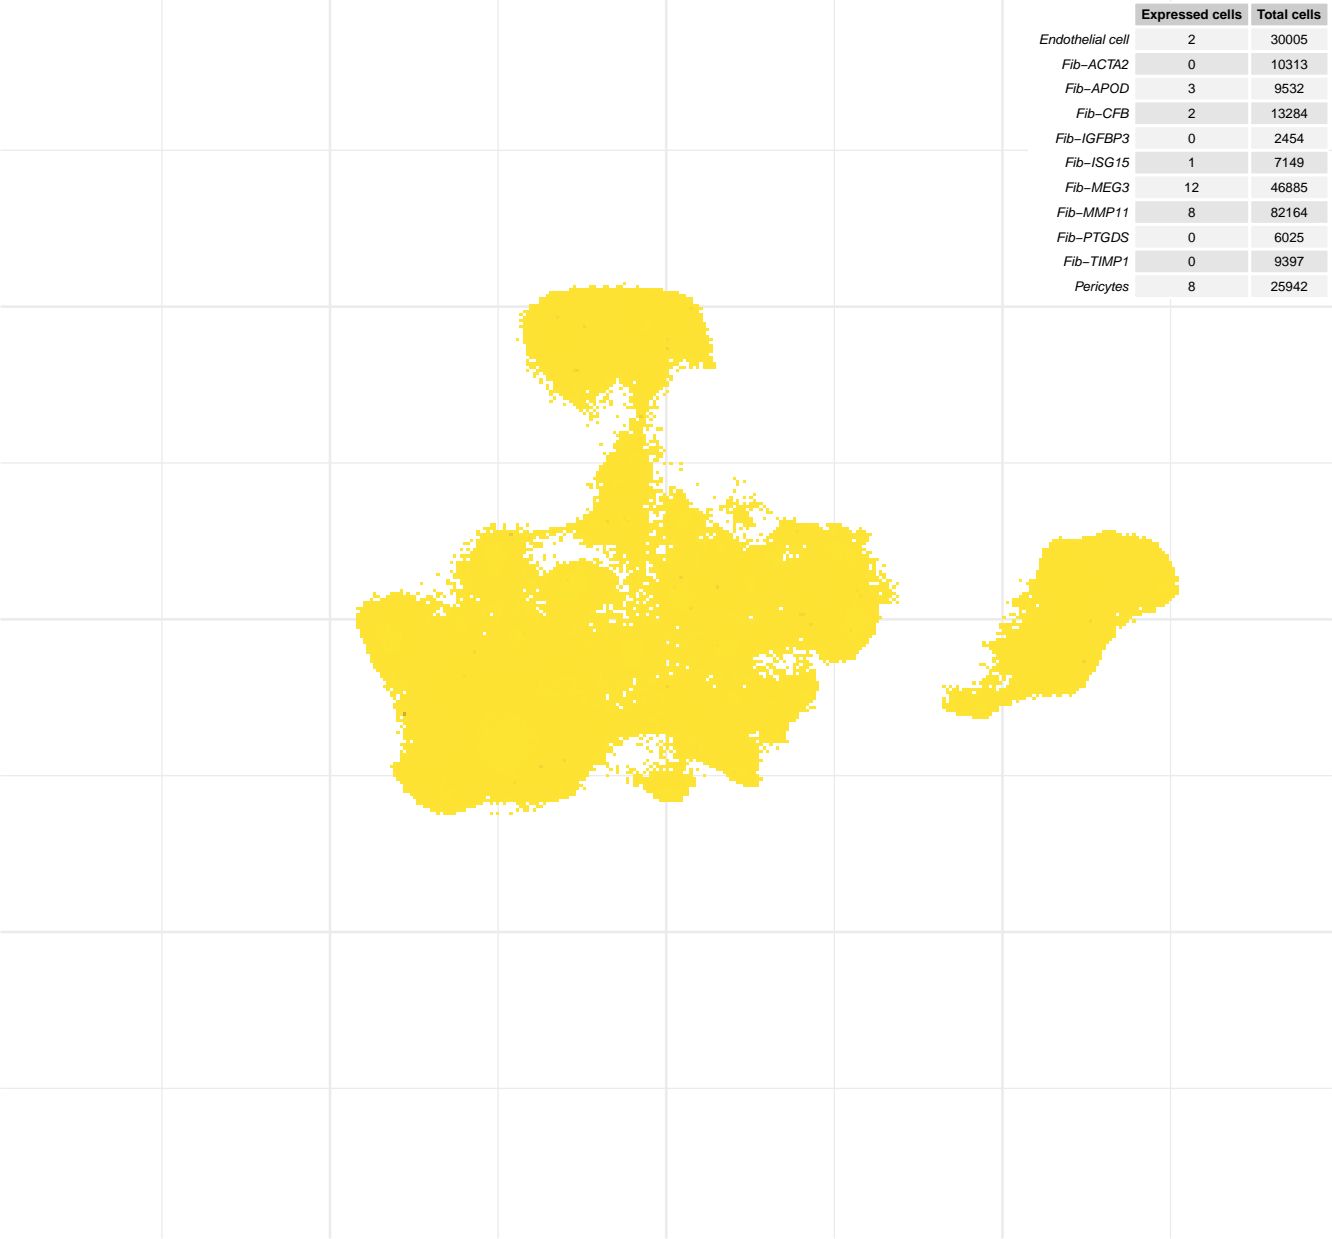 Expressed cells Total cells
Endothelial cell 2 30005
Fib−ACTA2 0 10313
Fib−APOD 3 9532
Fib−CFB 2 13284
Fib−IGFBP3 0 2454
Fib−ISG15 1 7149
Fib−MEG3 12 46885
Fib−MMP11 8 82164
Fib−PTGDS 0 6025
Fib−TIMP1 0 9397
Pericytes 8 25942